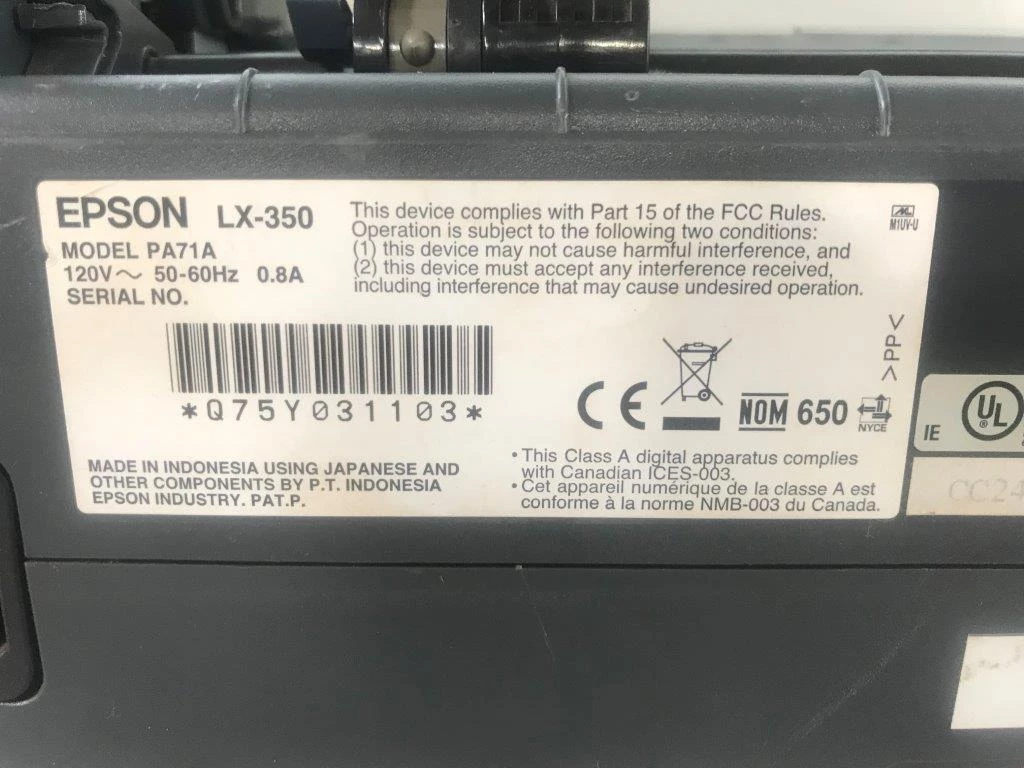 EPSON LX-350
MODEL PA71A
120V～ 50-60Hz 0.8A
SERIAL NO.
*Q75Y031103*
MADE IN INDONESIA USING JAPANESE AND
OTHER COMPONENTS BY P.T. INDONESIA
EPSON INDUSTRY. PAT.P.
This device complies with Part 15 of the FCC Rules.
Operation is subject to the following two conditions:
(1) this device may not cause harmful interference, and
(2) this device must accept any interference received,
including interference that may cause undesired operation.
M1UV-U
>PP<
CE
NOM 650
NYCE
•This Class A digital apparatus complies
with Canadian ICES-003.
•Cet appareil numérique de la classe A est
conforme à la norme NMB-003 du Canada.
IE
UL
®
CC24